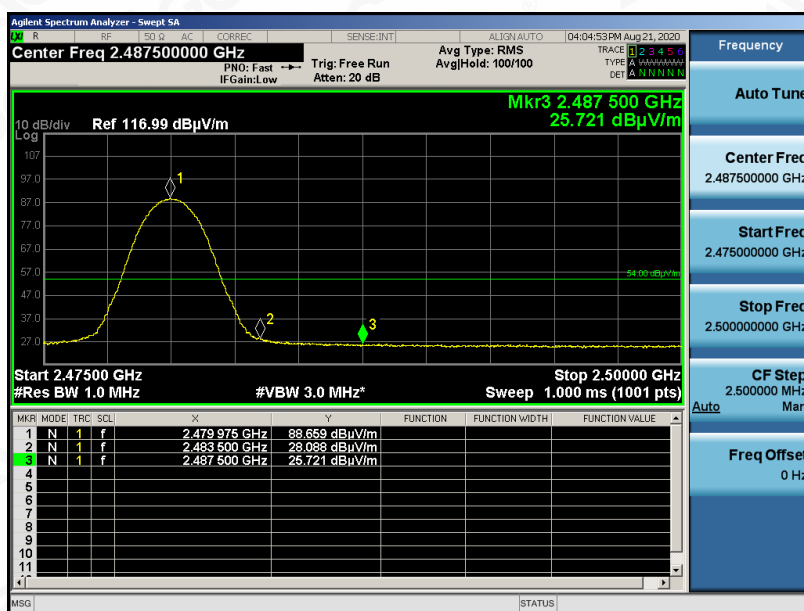 Agilent Spectrum Analyzer - Swept SA
LXI R RF 50 Ω AC CORREC SENSE:INT ALIGN AUTO 04:04:53 PM Aug 21, 2020
Center Freq 2.487500000 GHz
PNO: Fast
IFGain:Low
Trig: Free Run
Atten: 20 dB
Avg Type: RMS
Avg|Hold: 100/100
TRACE 1 2 3 4 5 6
TYPE A WWWWW
DET A N N N N N
Mkr3 2.487 500 GHz
25.721 dBµV/m
10 dB/div Ref 116.99 dBµV/m
Log
107
97.0
87.0
77.0
67.0
57.0
47.0
37.0
27.0
1
2
3
54.00 dBµV/m
Start 2.47500 GHz Stop 2.50000 GHz
#Res BW 1.0 MHz #VBW 3.0 MHz* Sweep 1.000 ms (1001 pts)
MKR MODE TRC SCL X Y FUNCTION FUNCTION WIDTH FUNCTION VALUE
1 N 1 f 2.479 975 GHz 88.659 dBµV/m
2 N 1 f 2.483 500 GHz 28.088 dBµV/m
3 N 1 f 2.487 500 GHz 25.721 dBµV/m
4
5
6
7
8
9
10
11
MSG STATUS
Frequency
Auto Tune
Center Freq
2.487500000 GHz
Start Freq
2.475000000 GHz
Stop Freq
2.500000000 GHz
CF Step
2.500000 MHz
Auto Man
Freq Offset
0 Hz